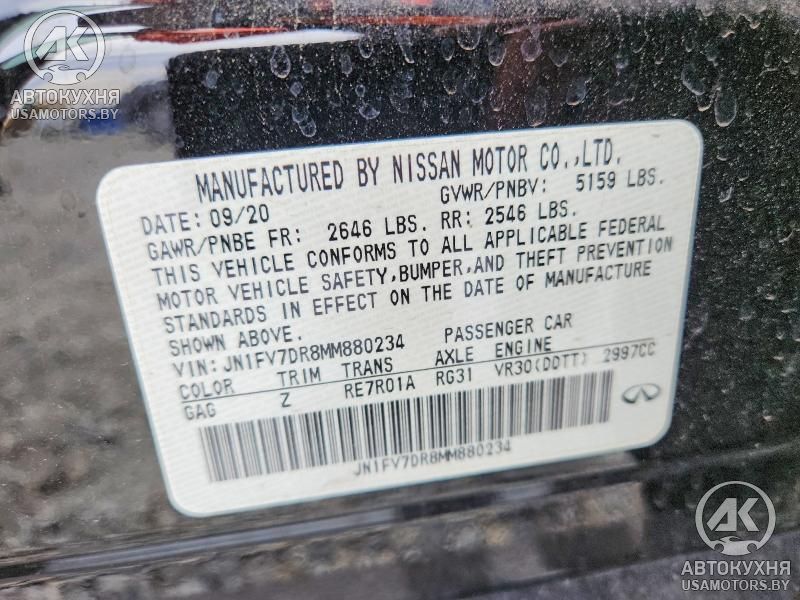 AK
АВТОКУХНЯ
USAMOTORS.BY
MANUFACTURED BY NISSAN MOTOR CO.,LTD.
DATE: 09/20 GVWR/PNBV: 5159 LBS.
GAWR/PNBE FR: 2646 LBS. RR: 2546 LBS.
THIS VEHICLE CONFORMS TO ALL APPLICABLE FEDERAL
MOTOR VEHICLE SAFETY,BUMPER,AND THEFT PREVENTION
STANDARDS IN EFFECT ON THE DATE OF MANUFACTURE
SHOWN ABOVE.
VIN: JN1FV7DR8MM880234 PASSENGER CAR
COLOR TRIM TRANS AXLE ENGINE
GAG Z RE7R01A RG31 VR30(DDTT) 2997CC
JN1FV7DR8MM880234
AK
АВТОКУХНЯ
USAMOTORS.BY